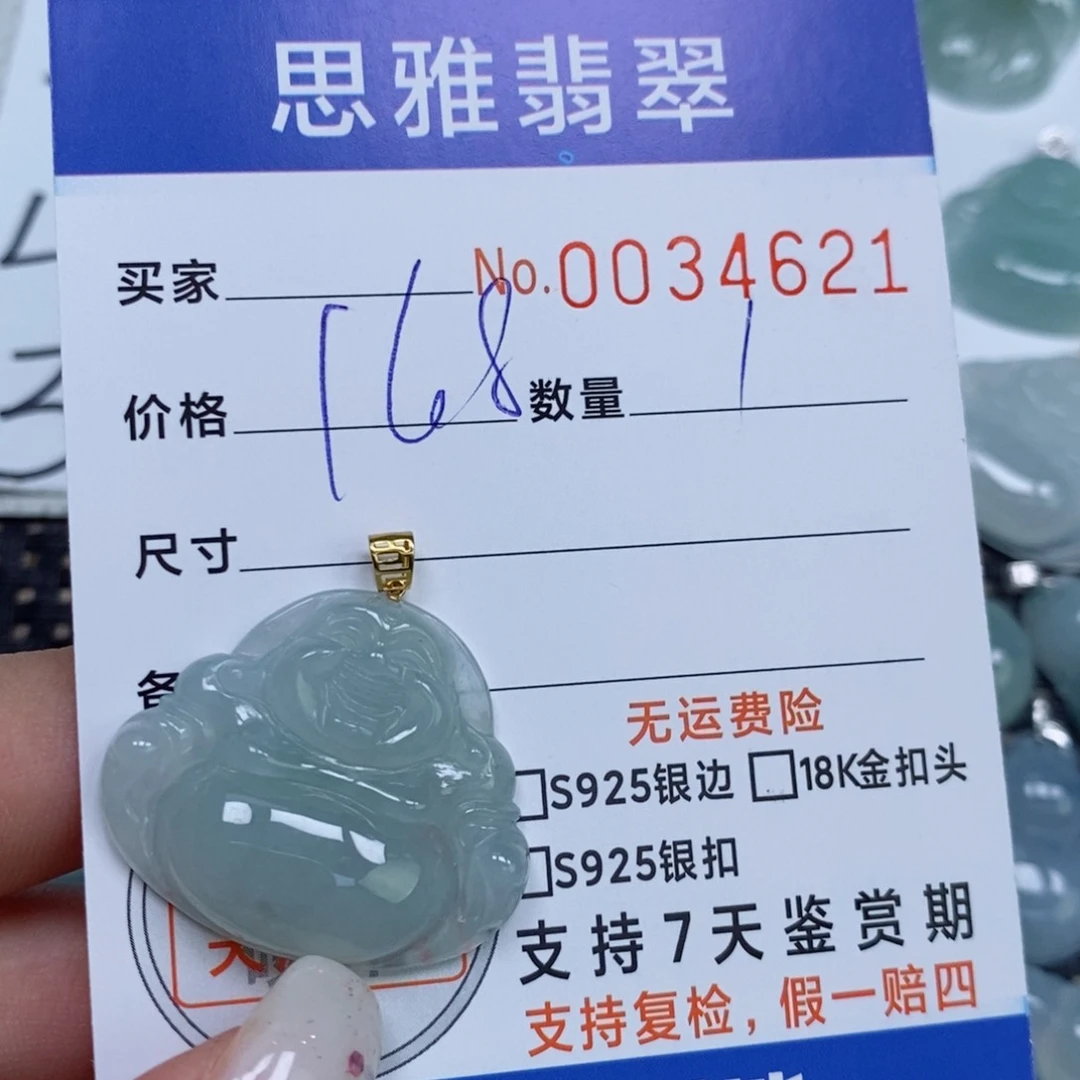 思雅翡翠
买家 No.0034621
价格 168 数量 1
尺寸
备
无运费险
□S925银边 □18K金扣头
□S925银扣
支持7天鉴赏期
支持复检，假一赔四